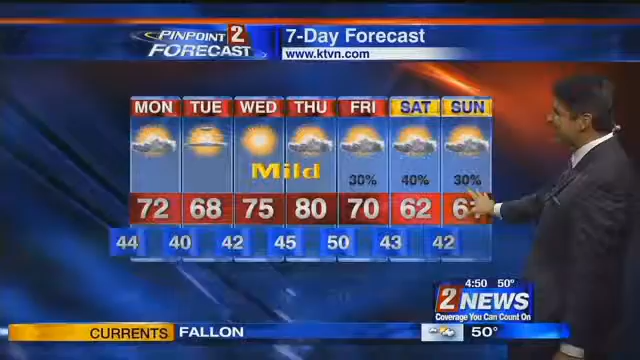 PINPOINT 2
FORECAST
7-Day Forecast
www.ktvn.com
MON TUE WED THU FRI SAT SUN
Mild
30% 40% 30%
72 68 75 80 70 62
44 40 42 45 50 43 42
4:50 50°
2 NEWS
Coverage You Can Count On
CURRENTS FALLON 50°